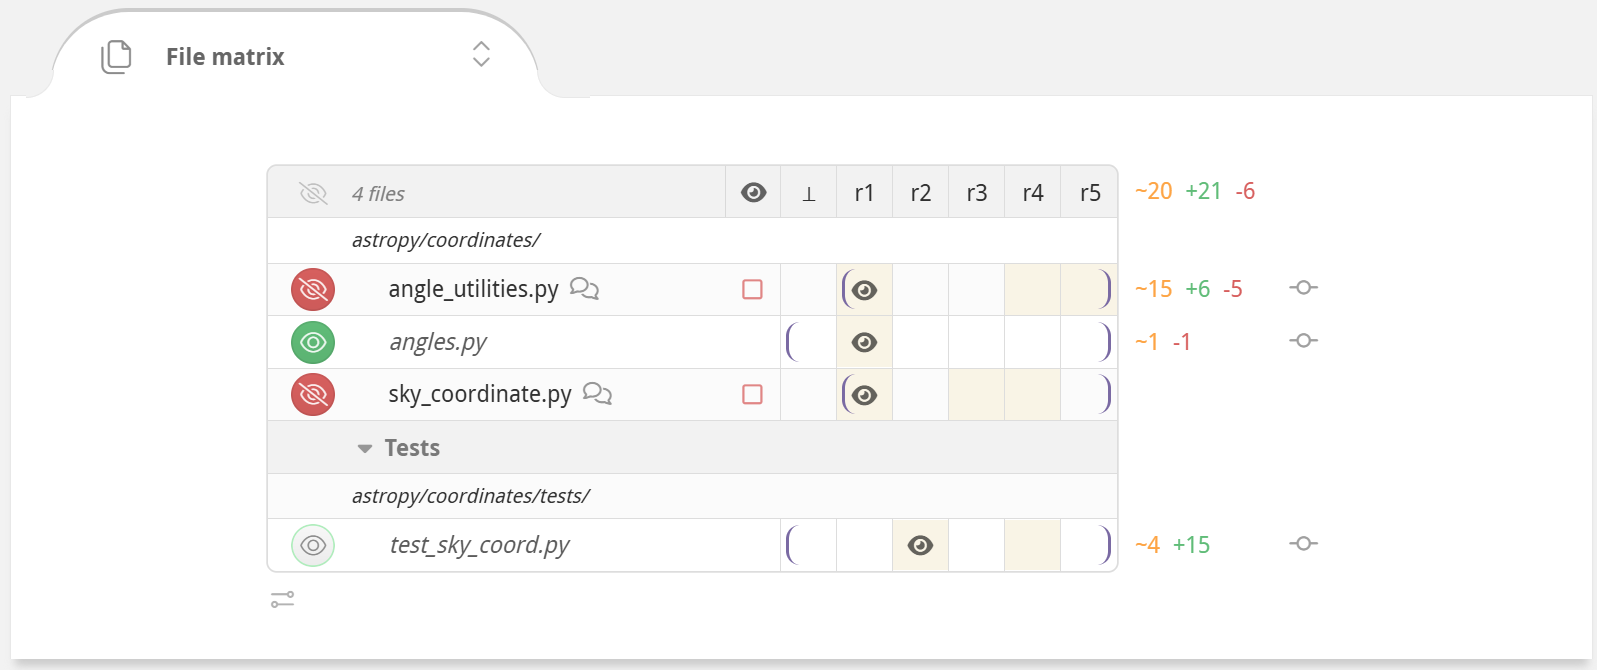 File matrix
4 files ⊥ r1 r2 r3 r4 r5 ~20 +21 -6
astropy/coordinates/
angle_utilities.py ~15 +6 -5
angles.py ~1 -1
sky_coordinate.py
Tests
astropy/coordinates/tests/
test_sky_coord.py ~4 +15